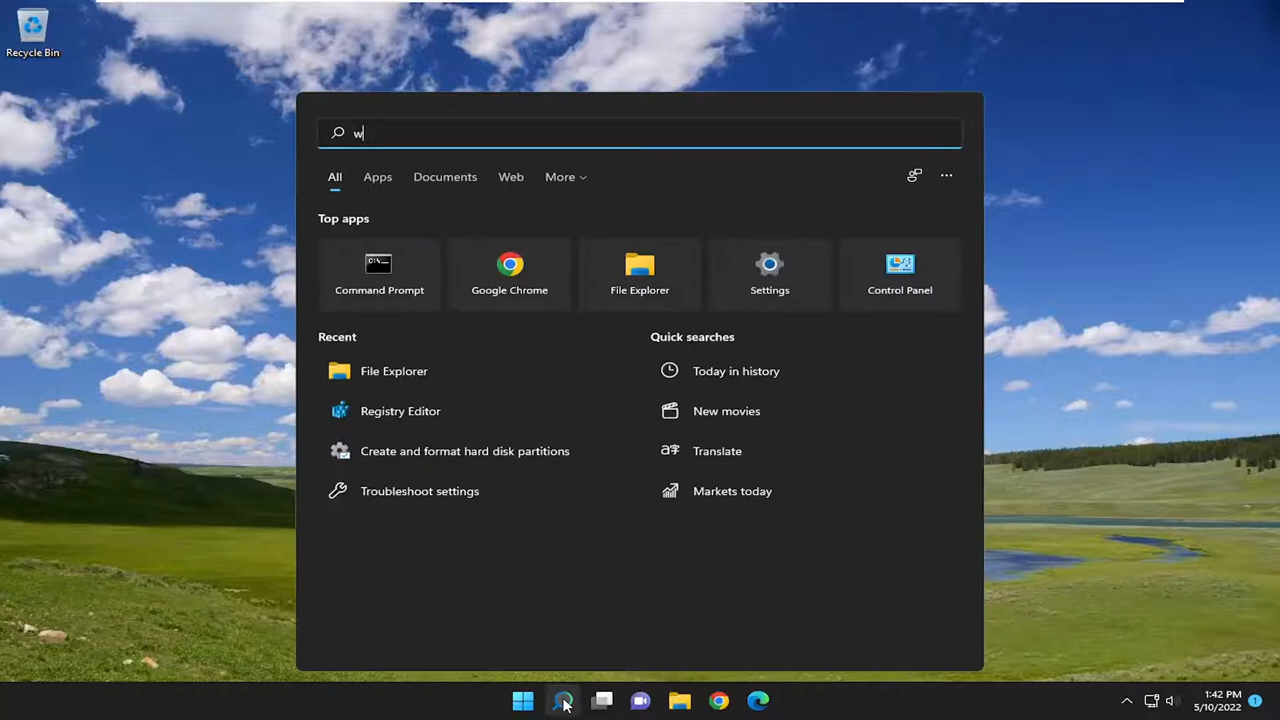 Recycle Bin
w
All Apps Documents Web More
Top apps
Command Prompt Google Chrome File Explorer Settings Control Panel
Recent Quick searches
File Explorer Today in history
Registry Editor New movies
Create and format hard disk partitions Translate
Troubleshoot settings Markets today
1:42 PM
5/10/2022 1